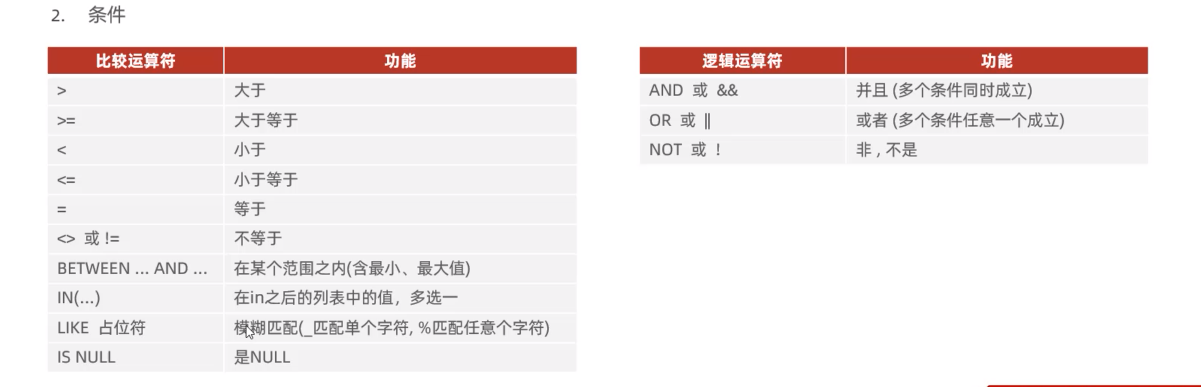 2. 条件
比较运算符 功能
> 大于
>= 大于等于
< 小于
<= 小于等于
= 等于
<> 或 != 不等于
BETWEEN ... AND ... 在某个范围之内(含最小、最大值)
IN(...) 在in之后的列表中的值，多选一
LIKE 占位符 模糊匹配(_匹配单个字符, %匹配任意个字符)
IS NULL 是NULL
逻辑运算符 功能
AND 或 && 并且 (多个条件同时成立)
OR 或 || 或者 (多个条件任意一个成立)
NOT 或 ! 非 , 不是